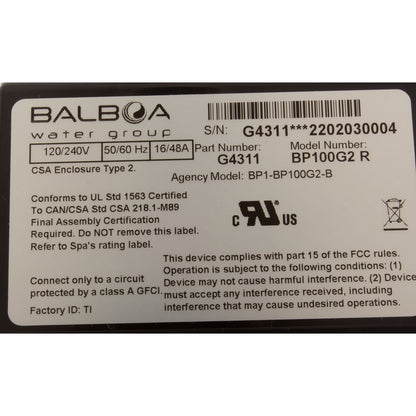 BALBOA
water group
S/N: G4311***2202030004
120/240V 50/60 Hz 16/48A
Part Number: Model Number:
G4311 BP100G2 R
CSA Enclosure Type 2.
Agency Model: BP1-BP100G2-B
Conforms to UL Std 1563 Certified
To CAN/CSA Std CSA 218.1-M89
Final Assembly Certification
Required. Do NOT remove this label.
Refer to Spa's rating label.
C RU US
Connect only to a circuit
protected by a class A GFCI.
Factory ID: TI
This device complies with part 15 of the FCC rules.
Operation is subject to the following conditions: (1)
Device may not cause harmful interference. (2) Device
must accept any interference received, including
interference that may cause undesired operations.